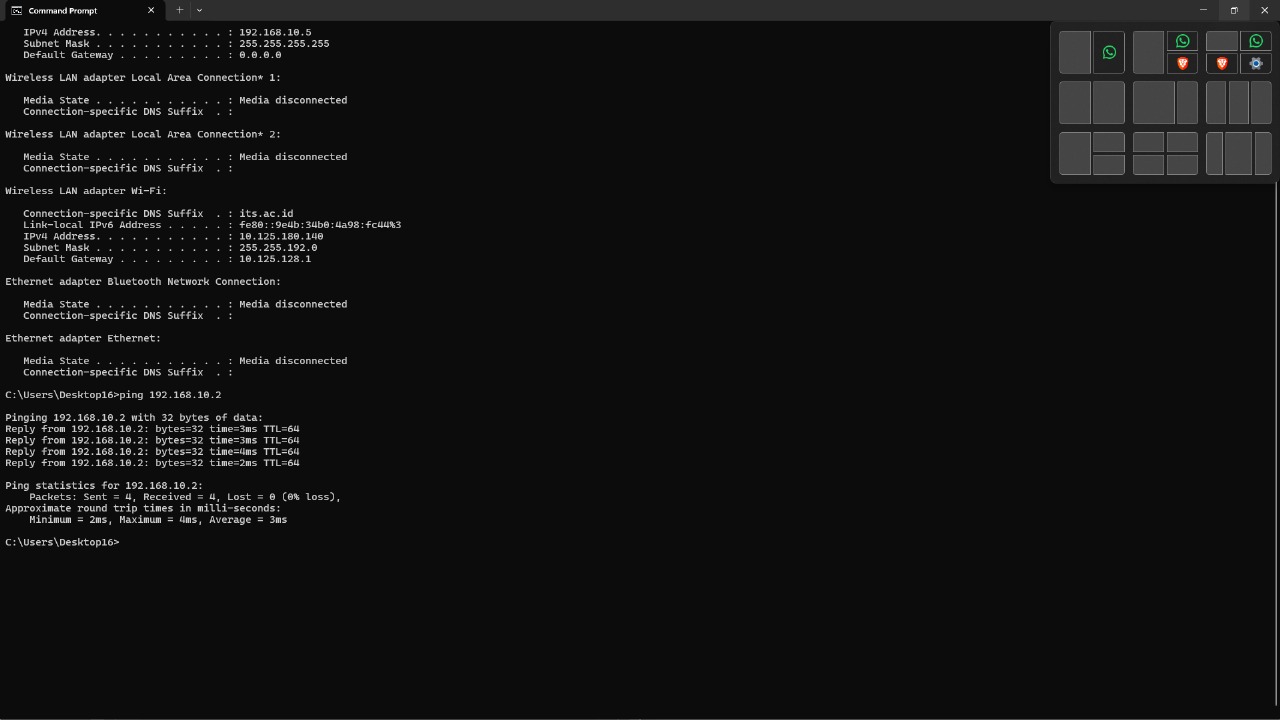 Command Prompt
IPv4 Address. . . . . . . . . . . : 192.168.10.5
Subnet Mask . . . . . . . . . . . : 255.255.255.255
Default Gateway . . . . . . . . . : 0.0.0.0
Wireless LAN adapter Local Area Connection* 1:
Media State . . . . . . . . . . . : Media disconnected
Connection-specific DNS Suffix  . :
Wireless LAN adapter Local Area Connection* 2:
Media State . . . . . . . . . . . : Media disconnected
Connection-specific DNS Suffix  . :
Wireless LAN adapter Wi-Fi:
Connection-specific DNS Suffix  . : its.ac.id
Link-local IPv6 Address . . . . . : fe80::9e4b:34b0:4a98:fc44%3
IPv4 Address. . . . . . . . . . . : 10.125.180.140
Subnet Mask . . . . . . . . . . . : 255.255.192.0
Default Gateway . . . . . . . . . : 10.125.128.1
Ethernet adapter Bluetooth Network Connection:
Media State . . . . . . . . . . . : Media disconnected
Connection-specific DNS Suffix  . :
Ethernet adapter Ethernet:
Media State . . . . . . . . . . . : Media disconnected
Connection-specific DNS Suffix  . :
C:\Users\Desktop16>ping 192.168.10.2
Pinging 192.168.10.2 with 32 bytes of data:
Reply from 192.168.10.2: bytes=32 time=3ms TTL=64
Reply from 192.168.10.2: bytes=32 time=3ms TTL=64
Reply from 192.168.10.2: bytes=32 time=4ms TTL=64
Reply from 192.168.10.2: bytes=32 time=2ms TTL=64
Ping statistics for 192.168.10.2:
Packets: Sent = 4, Received = 4, Lost = 0 (0% loss),
Approximate round trip times in milli-seconds:
Minimum = 2ms, Maximum = 4ms, Average = 3ms
C:\Users\Desktop16>